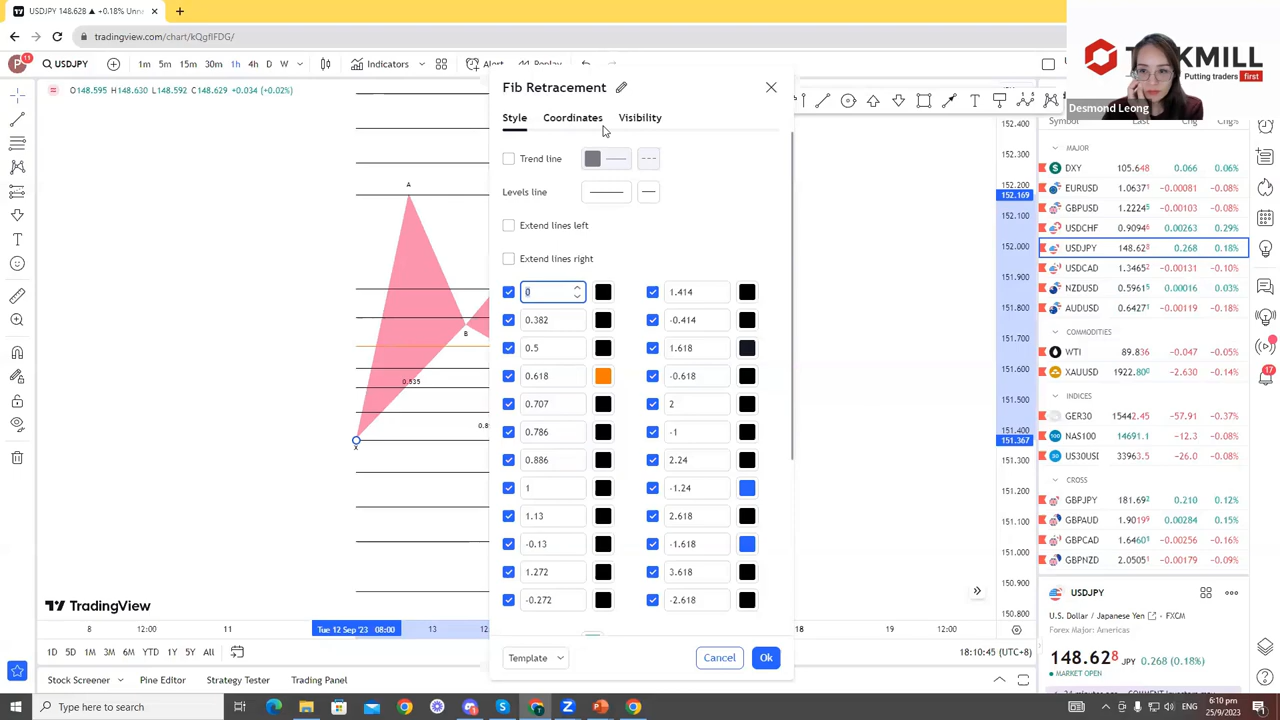 USDJPY 148.628 ▲ +0.18% Unn
tradingview.com/chart/kQgflFDG/
P
11
USDJPY
1m 5m 15m 30m 1h 4h D W
Indicators
Alert
Replay
O148.595 H148.630 L148.592 C148.629 +0.034 (+0.02%)
A
B
X
0.535
Fib Retracement
Style
Coordinates
Visibility
Trend line
Levels line
Extend lines left
Extend lines right
0
1.414
0.382
-0.414
0.5
1.618
0.618
-0.618
0.707
2
0.786
-1
0.886
2.24
1
-1.24
1.13
2.618
-0.13
-1.618
1.272
3.618
-0.272
-2.618
Template
Cancel
Ok
152.400
152.300
152.200
152.169
152.100
152.000
151.900
151.800
151.700
151.600
151.500
151.400
151.367
151.300
151.200
151.100
151.000
150.900
150.800
TICKMILL
Putting traders first
Desmond Leong
Symbol Last Chg Chg%
MAJOR
DXY 105.648 0.066 0.06%
EURUSD 1.06371 -0.00081 -0.08%
GBPUSD 1.22245 -0.00103 -0.08%
USDCHF 0.90946 0.00263 0.29%
USDJPY 148.628 0.268 0.18%
USDCAD 1.34652 -0.00131 -0.10%
NZDUSD 0.59615 0.00016 0.03%
AUDUSD 0.64271 -0.00114 -0.18%
COMMODITIES
WTI 89.836 -0.047 -0.05%
XAUUSD 1922.800 -2.630 -0.14%
INDICES
GER30 15442.45 -57.91 -0.37%
NAS100 14691.1 -12.3 -0.08%
US30USD 33963.5 -26.0 -0.08%
CROSS
GBPJPY 181.692 0.210 0.12%
GBPAUD 1.90199 0.00284 0.15%
GBPCAD 1.64601 -0.00256 -0.16%
GBPNZD 2.05051 -0.00179 -0.09%
17
USDJPY
U.S. Dollar / Japanese Yen • FXCM
Forex Major: Americas
148.628 JPY 0.268 (0.18%)
MARKET OPEN
TradingView
8
12:00
11
Tue 12 Sep '23 08:00
13
18
12:00
19
12:00
1D 5D 1M 3M 6M YTD 1Y 5Y All
18:10:45 (UTC+8)
Stock Screener
Pine Editor
Strategy Tester
Trading Panel
Type here to search
6:10 pm
25/9/2023
1